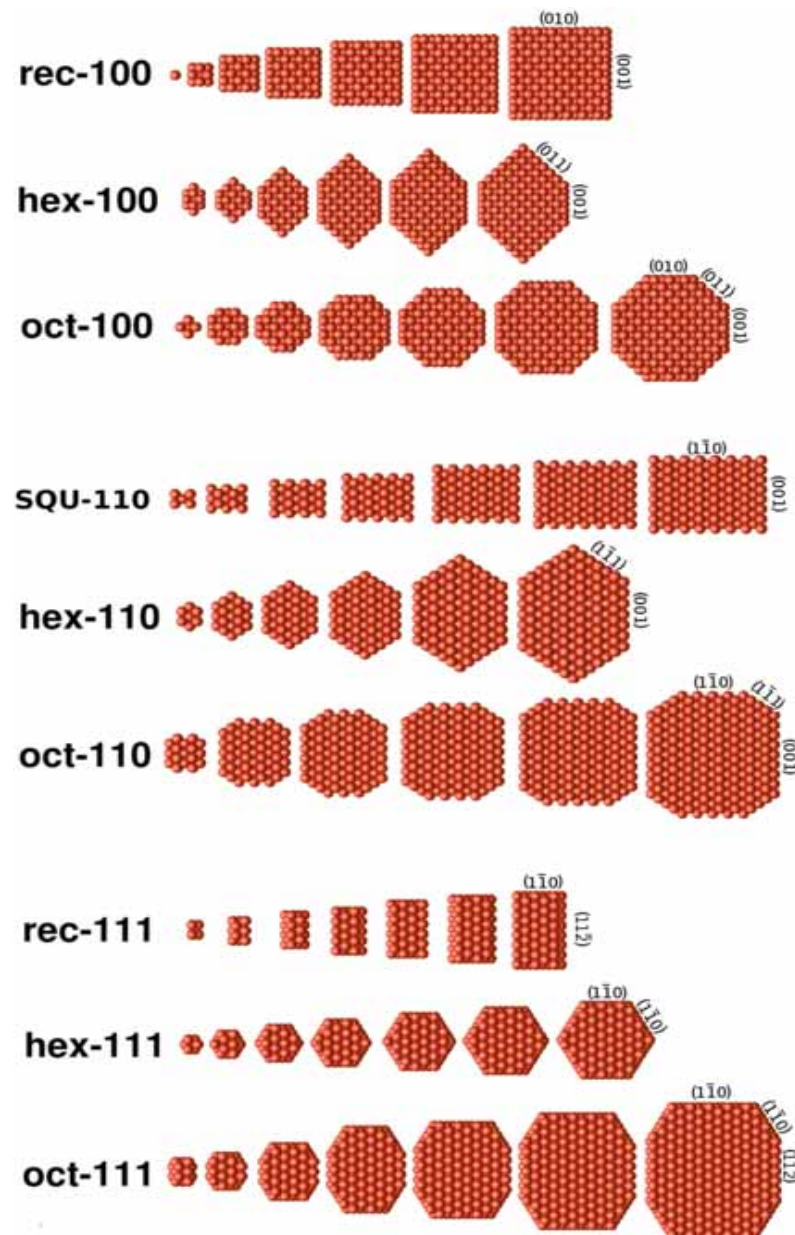 (010)
rec-100
(001)
(011)
hex-100
(001)
(010)
(011)
oct-100
(001)
(11̄0)
SQU-110
(001)
(11̄1)
hex-110
(001)
(11̄0)
(11̄1)
oct-110
(001)
(11̄0)
rec-111
(112̄)
(11̄0)
(11̄0)
hex-111
(11̄0)
(11̄0)
oct-111
(112̄)